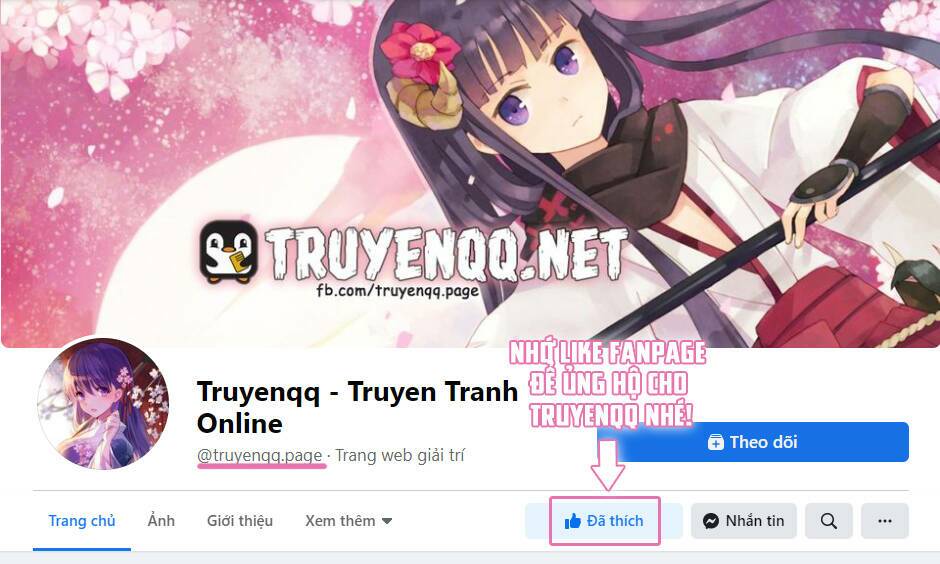 TRUYENQQ.NET
fb.com/truyenqq.page
NHỚ LIKE FANPAGE
ĐỂ ỦNG HỘ CHO
TRUYENQQ NHÉ!
Truyenqq - Truyen Tranh
Online
@truyenqq.page · Trang web giải trí
Theo dõi
Trang chủ Ảnh Giới thiệu Xem thêm Đã thích Nhắn tin